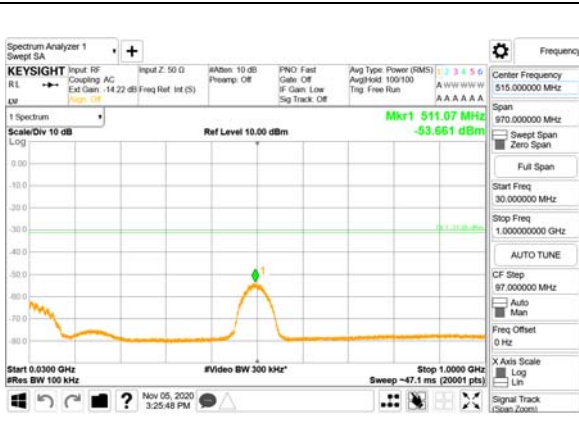 Spectrum Analyzer 1
Swept SA
+
Frequency
KEYSIGHT
RL
Input: RF
Coupling: AC
Ext Gain: -14.22 dB
Align: Off
Input Z: 50 Ω
Freq Ref: Int (S)
#Atten: 10 dB
Preamp: Off
PNO: Fast
Gate: Off
IF Gain: Low
Sig Track: Off
Avg Type: Power (RMS)
Avg|Hold: 100/100
Trig: Free Run
1 2 3 4 5 6
A W W W W W
A A A A A A
1 Spectrum
Scale/Div 10 dB
Log
Ref Level 10.00 dBm
Mkr1 511.07 MHz
-53.661 dBm
0.00
-10.0
-20.0
-30.0
-40.0
-50.0
-60.0
-70.0
-80.0
1
Start 0.0300 GHz
#Res BW 100 kHz
#Video BW 300 kHz*
Stop 1.0000 GHz
Sweep ~47.1 ms (20001 pts)
Nov 05, 2020
3:25:48 PM
?
Center Frequency
515.000000 MHz
Span
970.000000 MHz
Swept Span
Zero Span
Full Span
Start Freq
30.000000 MHz
Stop Freq
1.000000000 GHz
AUTO TUNE
CF Step
97.000000 MHz
Auto
Man
Freq Offset
0 Hz
X Axis Scale
Log
Lin
Signal Track
(Span Zoom)